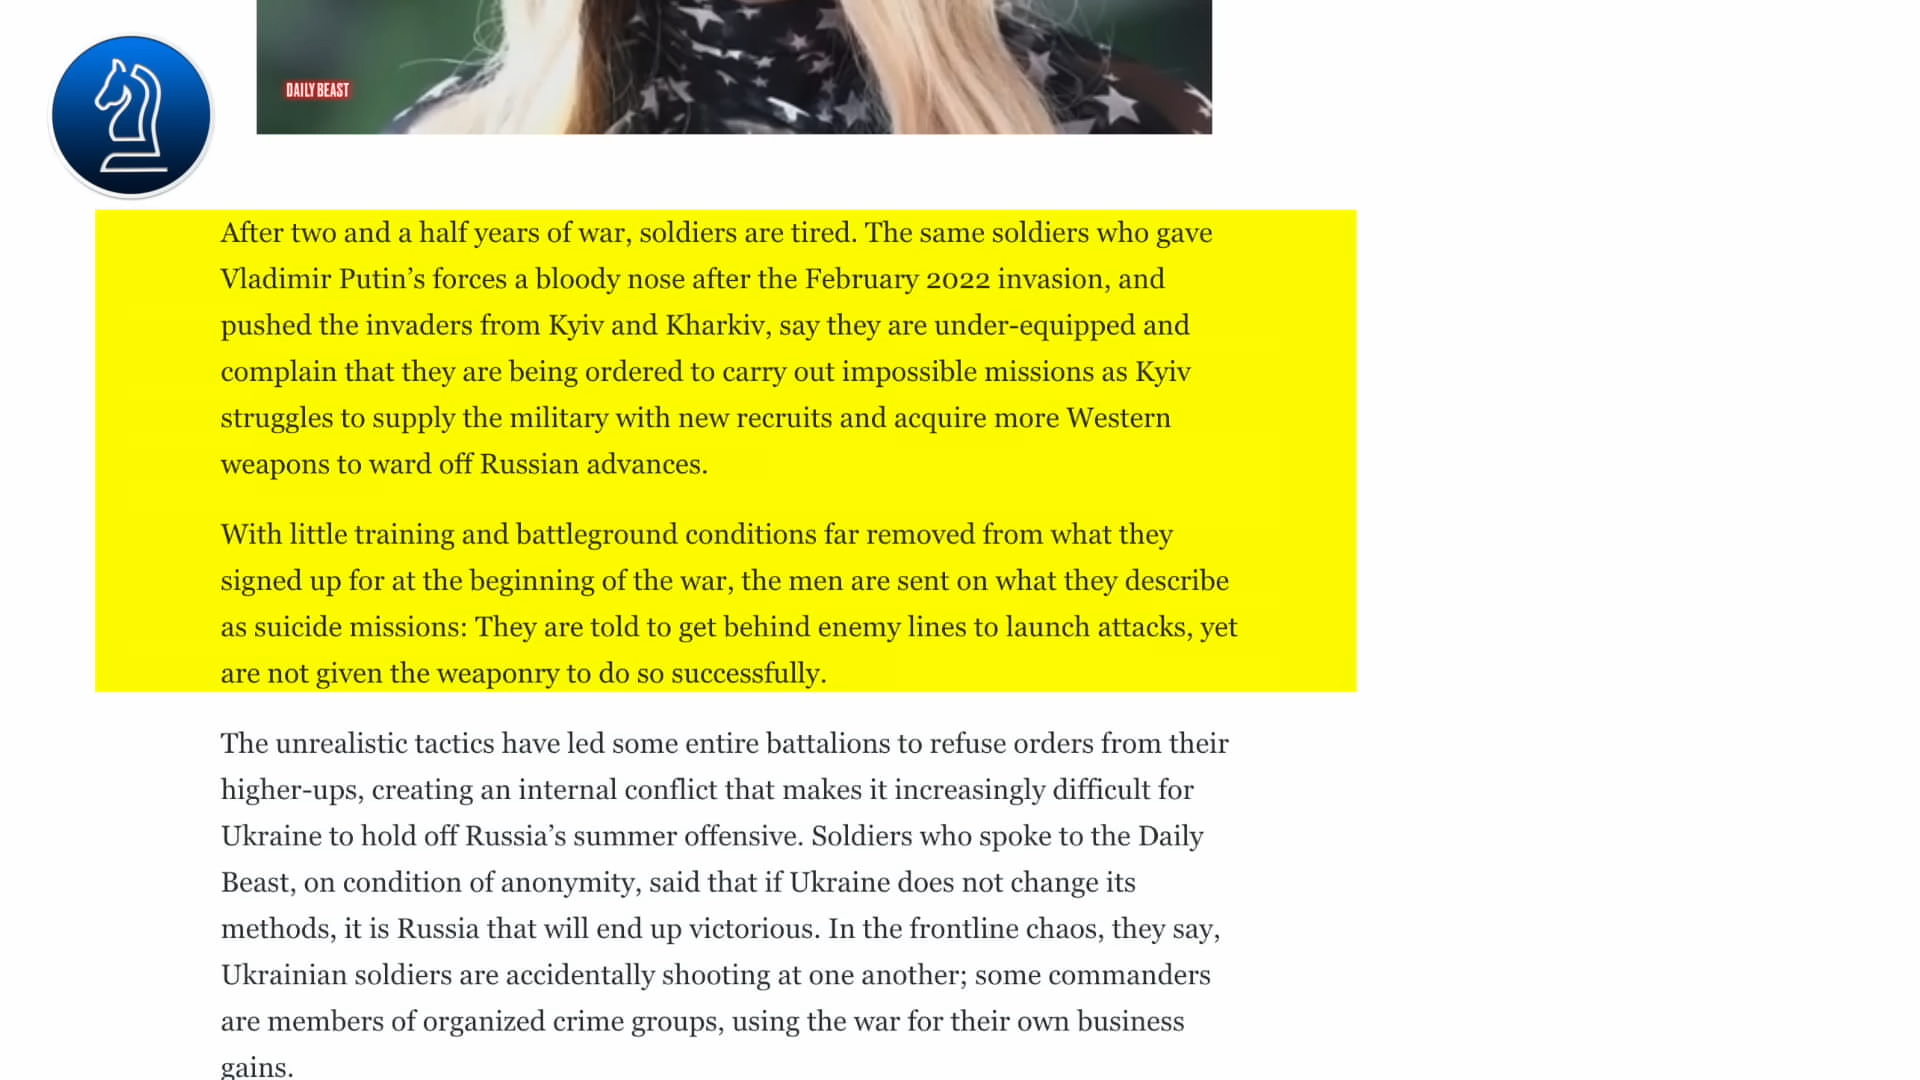 DAILY BEAST
After two and a half years of war, soldiers are tired. The same soldiers who gave
Vladimir Putin’s forces a bloody nose after the February 2022 invasion, and
pushed the invaders from Kyiv and Kharkiv, say they are under-equipped and
complain that they are being ordered to carry out impossible missions as Kyiv
struggles to supply the military with new recruits and acquire more Western
weapons to ward off Russian advances.
With little training and battleground conditions far removed from what they
signed up for at the beginning of the war, the men are sent on what they describe
as suicide missions: They are told to get behind enemy lines to launch attacks, yet
are not given the weaponry to do so successfully.
The unrealistic tactics have led some entire battalions to refuse orders from their
higher-ups, creating an internal conflict that makes it increasingly difficult for
Ukraine to hold off Russia’s summer offensive. Soldiers who spoke to the Daily
Beast, on condition of anonymity, said that if Ukraine does not change its
methods, it is Russia that will end up victorious. In the frontline chaos, they say,
Ukrainian soldiers are accidentally shooting at one another; some commanders
are members of organized crime groups, using the war for their own business
gains.